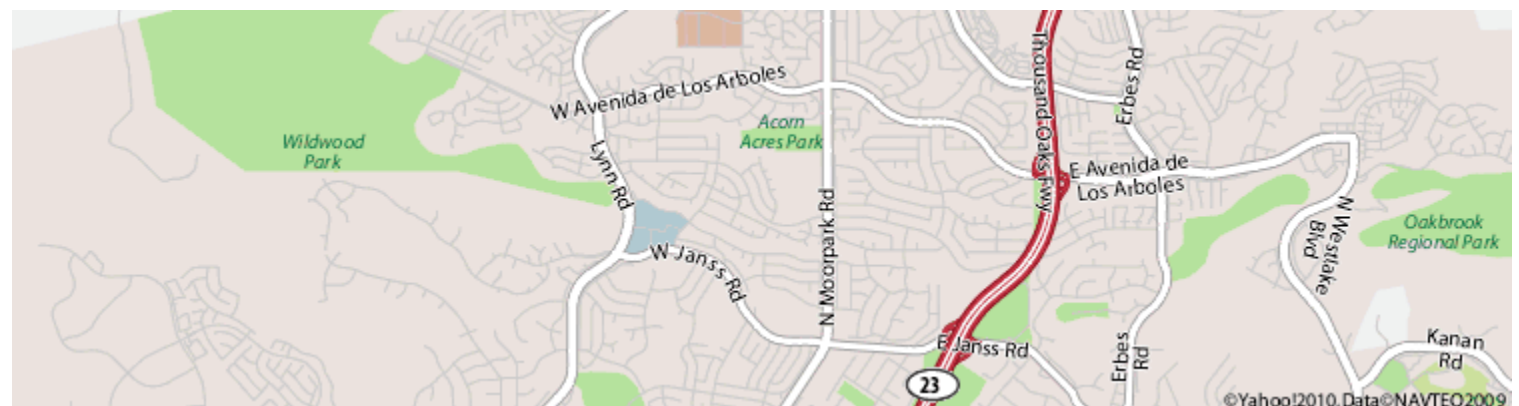 Thousand Oaks Fwy
Erbes Rd
W Avenida de Los Arboles
Acorn
Acres Park
Wildwood
Park
Lynn Rd
E Avenida de
Los Arboles
N Moorpark Rd
N Westlake
Blvd
Oakbrook
Regional Park
W Janss Rd
E Janss Rd
Erbes
Rd
Kanan
Rd
23
©Yahoo!2010, Data©NAVTEQ2009